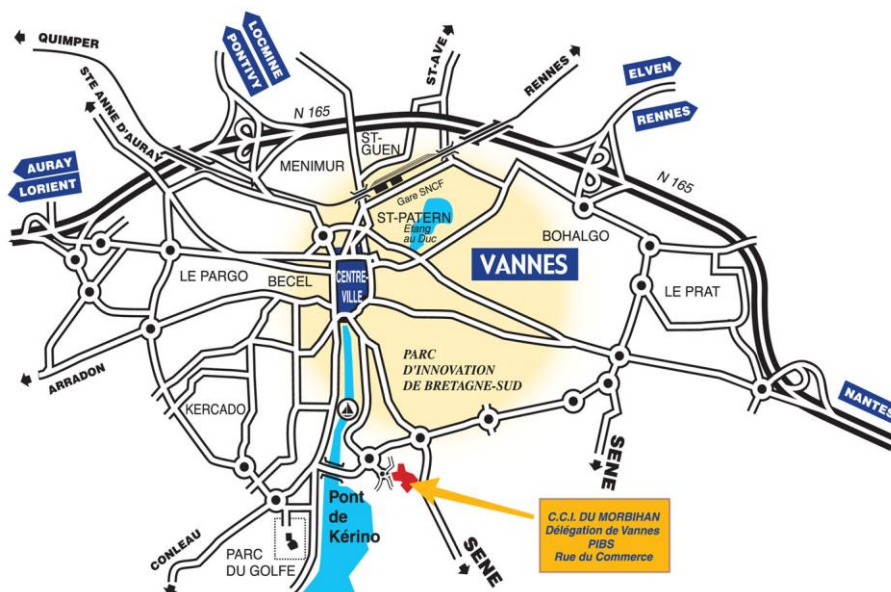 QUIMPER
LOCMINE
PONTIVY
STE ANNE D'AURAY
ST-AVE
RENNES
ELVEN
RENNES
N 165
ST-
GUEN
MENIMUR
AURAY
LORIENT
Gare SNCF
N 165
ST-PATERN
Etang
au Duc
BOHALGO
VANNES
LE PARGO
BECEL
CENTRE-
VILLE
LE PRAT
ARRADON
PARC
D'INNOVATION
DE BRETAGNE-SUD
NANTES
KERCADO
SENE
Pont
de
Kérino
C.C.I. DU MORBIHAN
Délégation de Vannes
PIBS
Rue du Commerce
CONLEAU
PARC
DU GOLFE
SENE